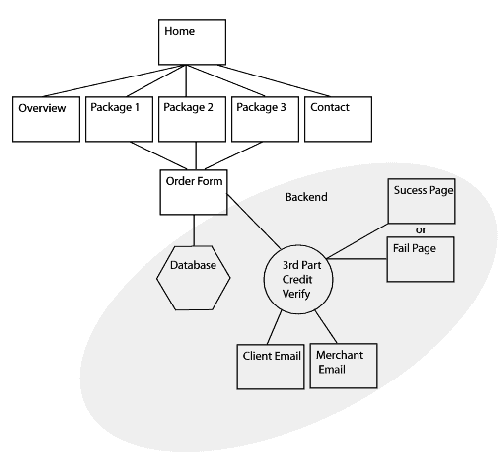 Home
Overview
Package 1
Package 2
Package 3
Contact
Order Form
Backend
Sucess Page
or
Fail Page
Database
3rd Part
Credit
Verify
Client Email
Merchart
Email